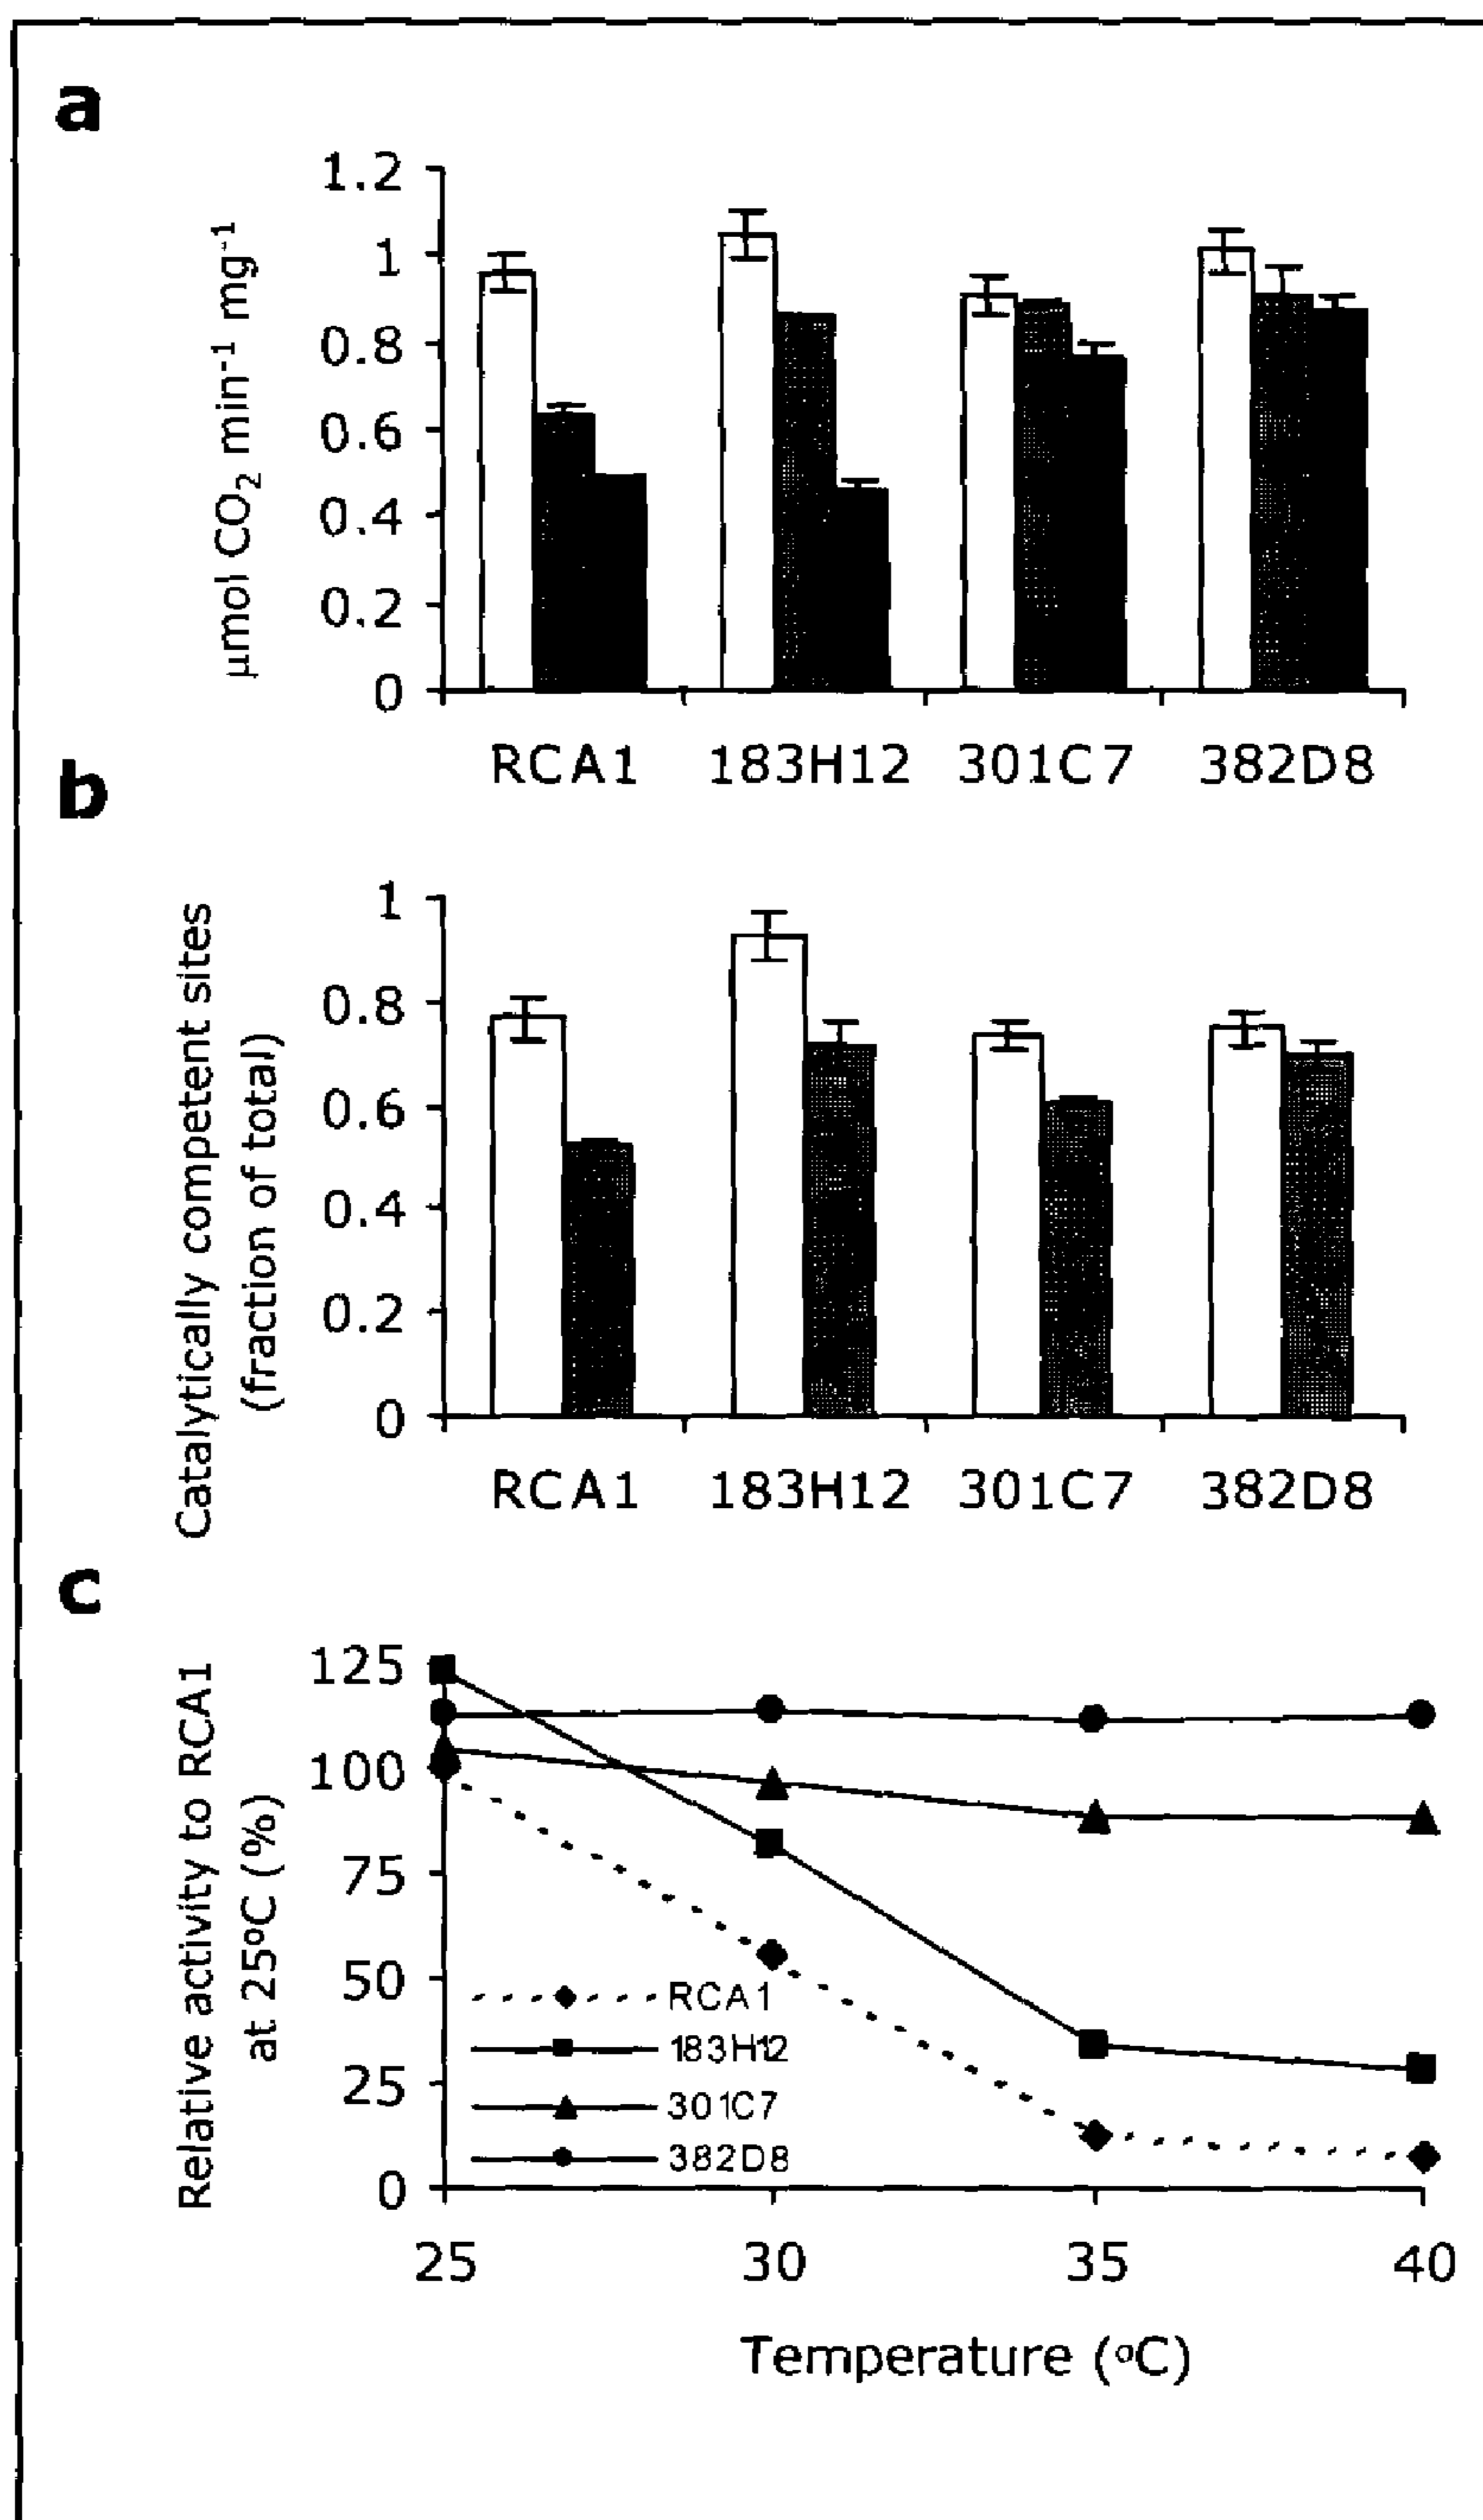 a
μmol CO2 min-1 mg-1
1.2
1
0.8
0.6
0.4
0.2
0
RCA1 183H12 301C7 382D8
b
Catalytically competent sites
(fraction of total)
1
0.8
0.6
0.4
0.2
0
RCA1 183H12 301C7 382D8
c
Relative activity to RCA1
at 25ºC (%)
125
100
75
50
25
0
RCA1
183H12
301C7
382D8
25 30 35 40
Temperature (ºC)